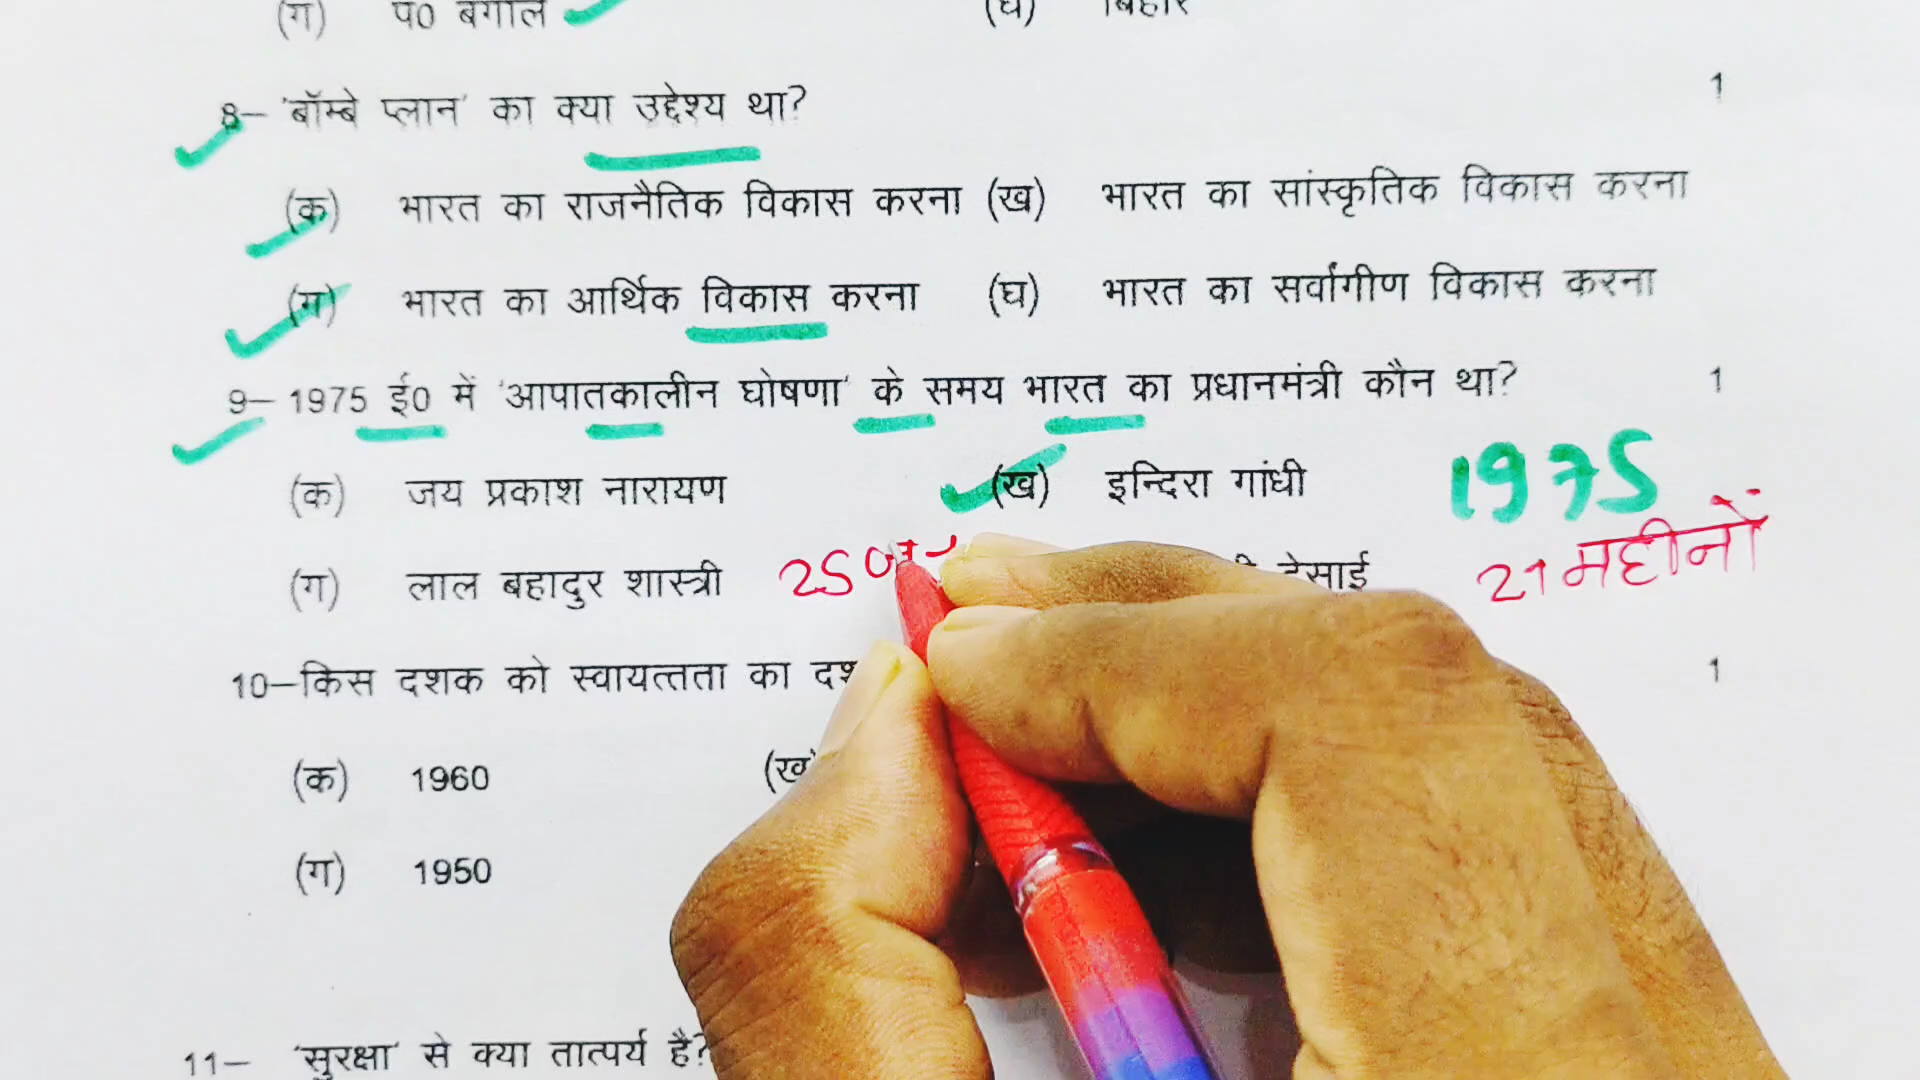 (ग) प0 बंगाल (घ) बिहार
8– 'बॉम्बे प्लान' का क्या उद्देश्य था? 1
(क) भारत का राजनैतिक विकास करना (ख) भारत का सांस्कृतिक विकास करना
(ग) भारत का आर्थिक विकास करना (घ) भारत का सर्वांगीण विकास करना
9– 1975 ई0 में 'आपातकालीन घोषणा' के समय भारत का प्रधानमंत्री कौन था? 1
(क) जय प्रकाश नारायण (ख) इन्दिरा गांधी 1975
(ग) लाल बहादुर शास्त्री 25 देसाई 21 महीनों
10–किस दशक को स्वायत्तता का 1
(क) 1960 (ख)
(ग) 1950
11– 'सुरक्षा' से क्या तात्पर्य है?